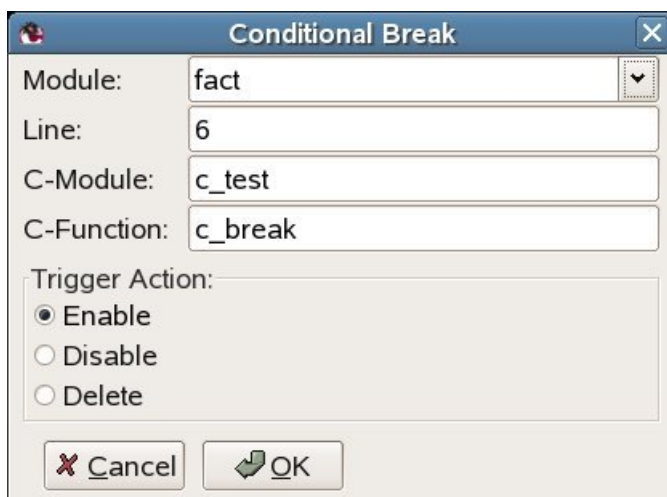 Conditional Break
Module: fact
Line: 6
C-Module: c_test
C-Function: c_break
Trigger Action:
Enable
Disable
Delete
Cancel OK